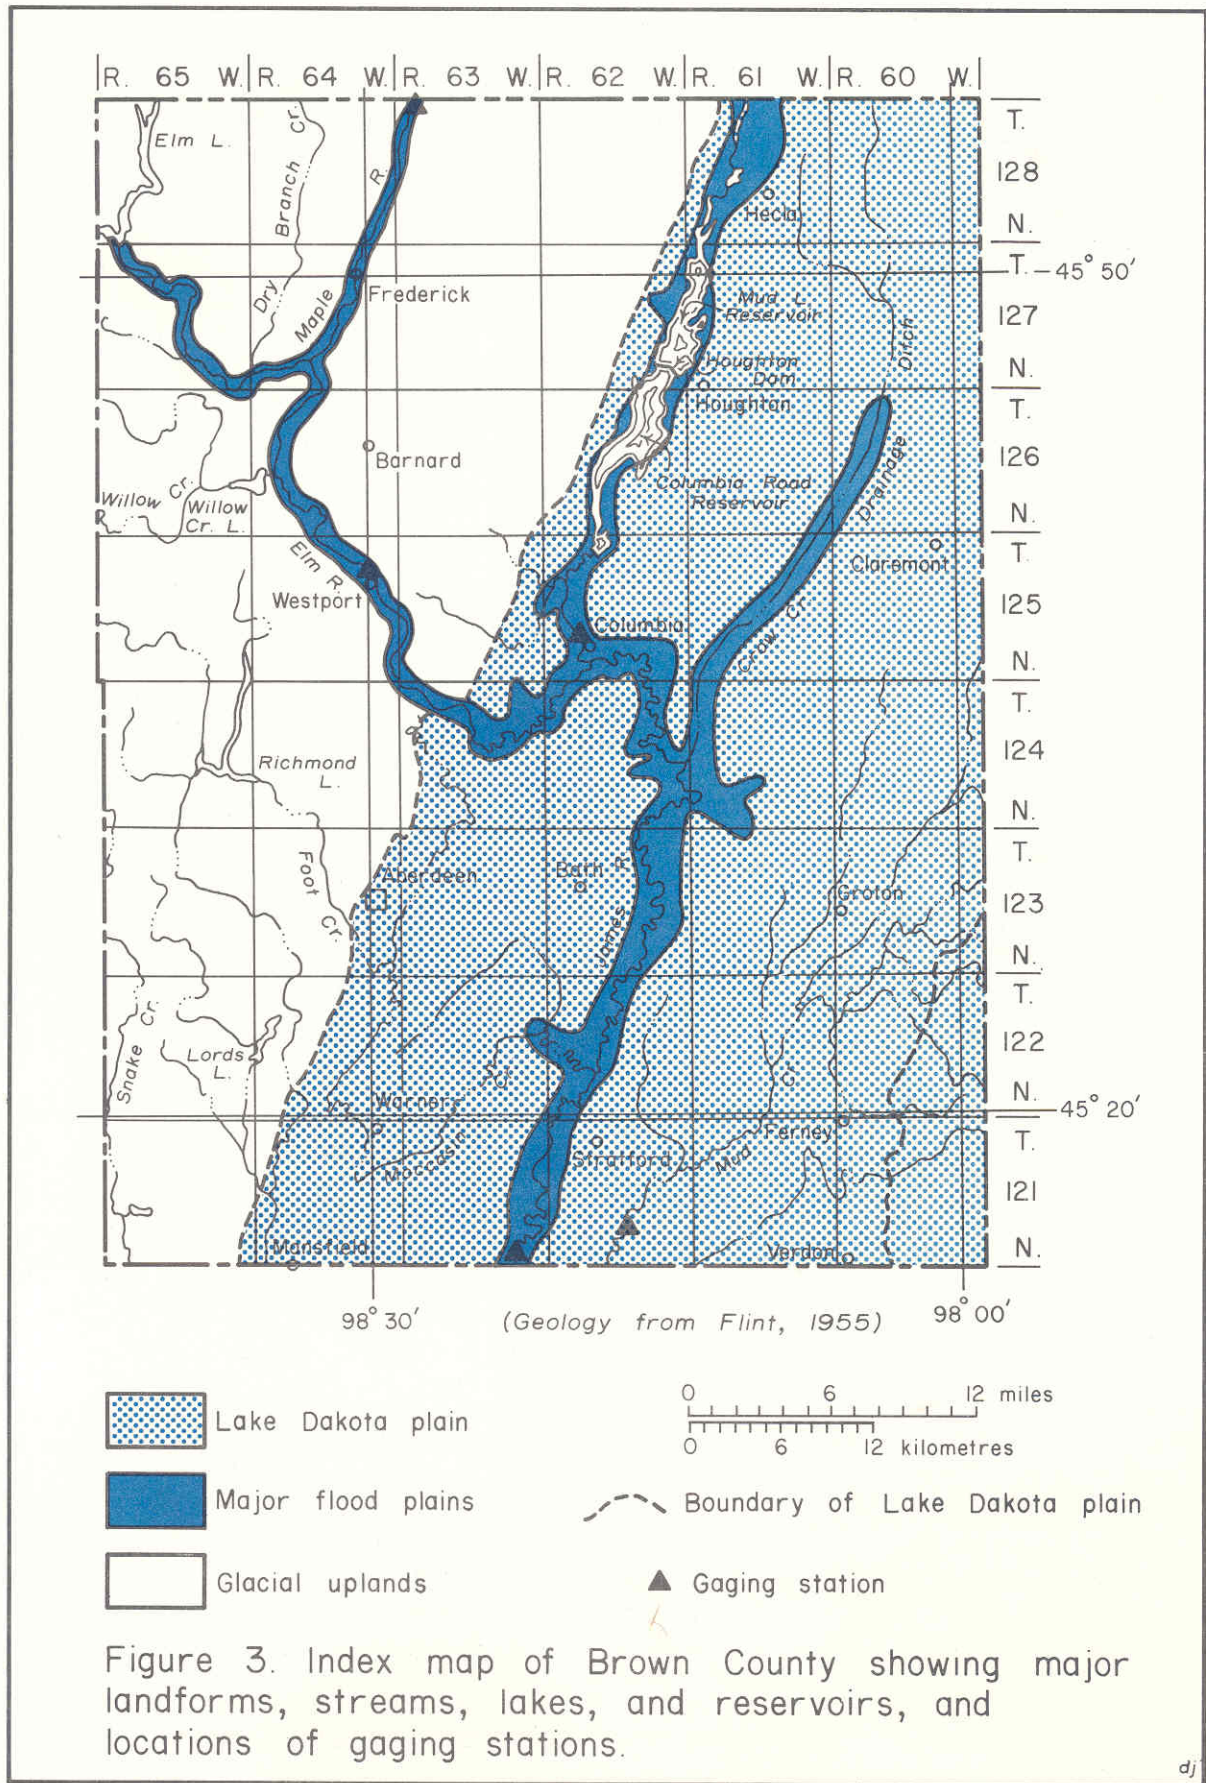 R. 65 W. R. 64 W. R. 63 W. R. 62 W. R. 61 W. R. 60 W.
T.
128
N.
T.
127
N.
T.
126
N.
T.
125
N.
T.
124
N.
T.
123
N.
T.
122
N.
T.
121
N.
45° 50'
45° 20'
98° 30'
98° 00'
Elm L.
Dry Branch Cr.
Maple R.
Hecla
Frederick
Mud L.
Reservoir
Houghton
Dam
Houghton
Ditch
Barnard
Willow Cr.
Willow
Cr. L.
Columbia Road
Reservoir
Drainage
Claremont
Elm R.
Westport
Columbia
Craw Cr.
Richmond
L.
Foot Cr.
Aberdeen
Bath
James R.
Groton
Snake Cr.
Lords
L.
Warner
Moccasin Cr.
Stratford
Mud Cr.
Ferney
Mansfield
Verdon
(Geology from Flint, 1955)
Lake Dakota plain
Major flood plains
Glacial uplands
0 6 12 miles
0 6 12 kilometres
Boundary of Lake Dakota plain
Gaging station
Figure 3. Index map of Brown County showing major
landforms, streams, lakes, and reservoirs, and
locations of gaging stations.
dj